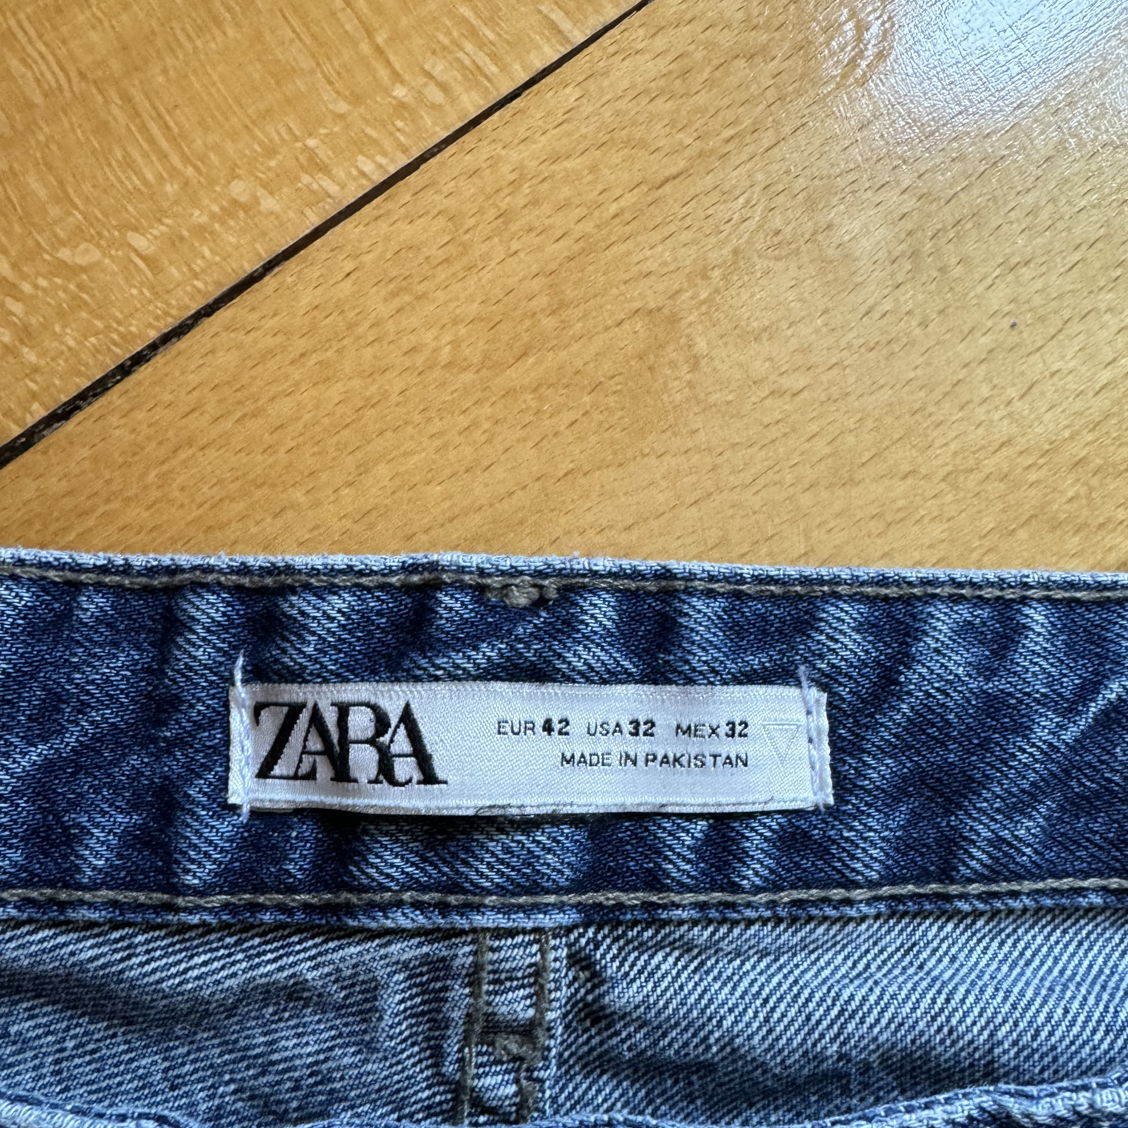 ZARA
EUR 42 USA 32 MEX 32
MADE IN PAKISTAN